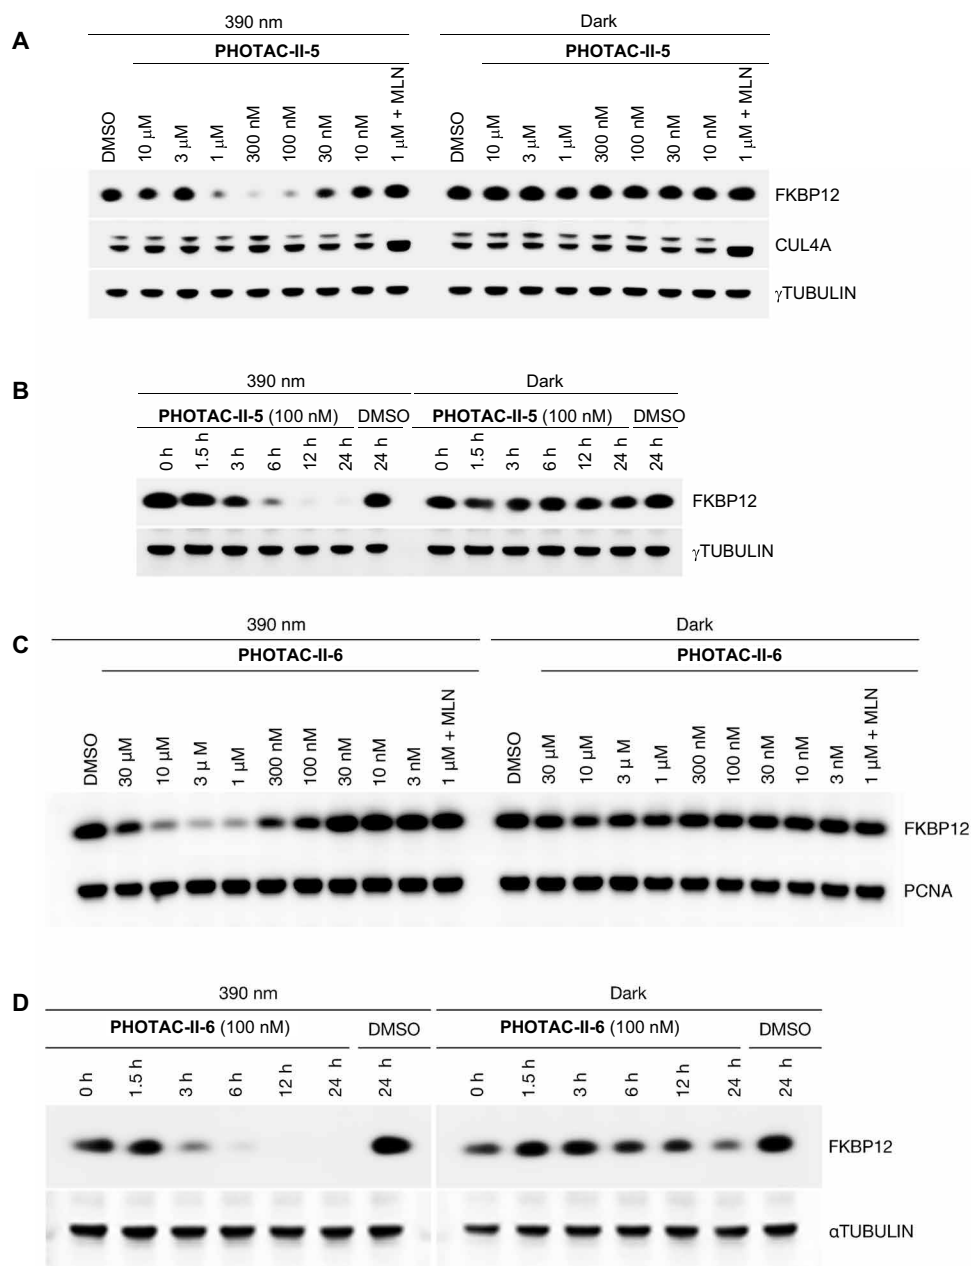 A
390 nm Dark
PHOTAC-II-5 PHOTAC-II-5
DMSO 10 μM 3 μM 1 μM 300 nM 100 nM 30 nM 10 nM 1 μM + MLN DMSO 10 μM 3 μM 1 μM 300 nM 100 nM 30 nM 10 nM 1 μM + MLN
FKBP12
CUL4A
γTUBULIN
B
390 nm Dark
PHOTAC-II-5 (100 nM) DMSO PHOTAC-II-5 (100 nM) DMSO
0 h 1.5 h 3 h 6 h 12 h 24 h 24 h 0 h 1.5 h 3 h 6 h 12 h 24 h 24 h
FKBP12
γTUBULIN
C
390 nm Dark
PHOTAC-II-6 PHOTAC-II-6
DMSO 30 μM 10 μM 3 μ M 1 μM 300 nM 100 nM 30 nM 10 nM 3 nM 1 μM + MLN DMSO 30 μM 10 μM 3 μ M 1 μM 300 nM 100 nM 30 nM 10 nM 3 nM 1 μM + MLN
FKBP12
PCNA
D
390 nm Dark
PHOTAC-II-6 (100 nM) DMSO PHOTAC-II-6 (100 nM) DMSO
0 h 1.5 h 3 h 6 h 12 h 24 h 24 h 0 h 1.5 h 3 h 6 h 12 h 24 h 24 h
FKBP12
αTUBULIN